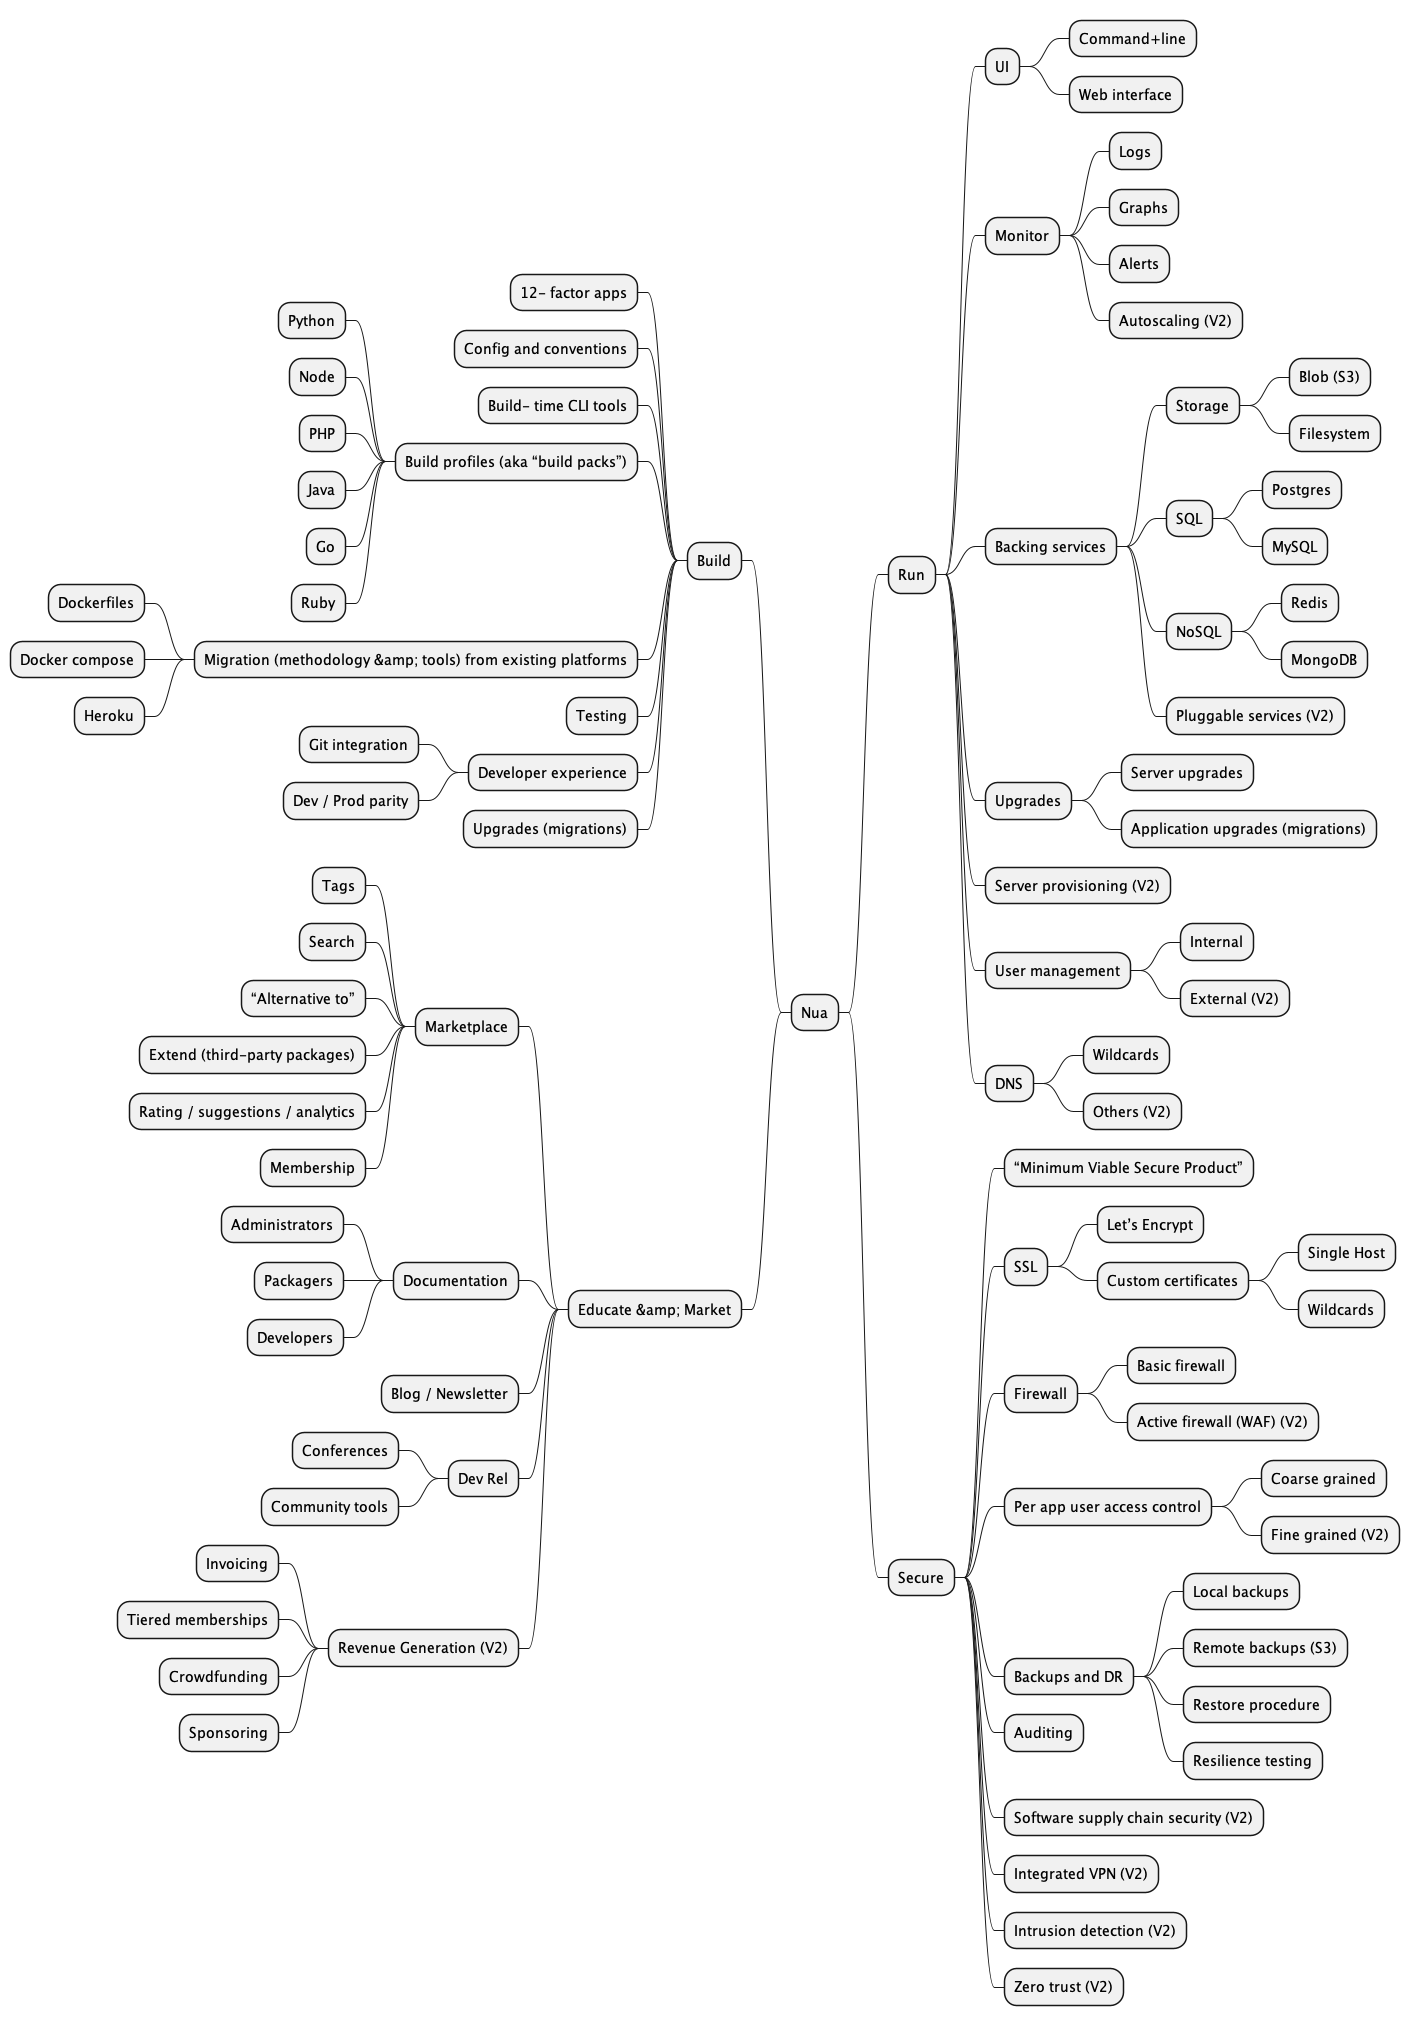 Nua
Run
UI
Command+line
Web interface
Monitor
Logs
Graphs
Alerts
Autoscaling (V2)
Backing services
Storage
Blob (S3)
Filesystem
SQL
Postgres
MySQL
NoSQL
Redis
MongoDB
Pluggable services (V2)
Upgrades
Server upgrades
Application upgrades (migrations)
Server provisioning (V2)
User management
Internal
External (V2)
DNS
Wildcards
Others (V2)
Secure
“Minimum Viable Secure Product”
SSL
Let’s Encrypt
Custom certificates
Single Host
Wildcards
Firewall
Basic firewall
Active firewall (WAF) (V2)
Per app user access control
Coarse grained
Fine grained (V2)
Backups and DR
Local backups
Remote backups (S3)
Restore procedure
Resilience testing
Auditing
Software supply chain security (V2)
Integrated VPN (V2)
Intrusion detection (V2)
Zero trust (V2)
Build
12- factor apps
Config and conventions
Build- time CLI tools
Build profiles (aka “build packs”)
Python
Node
PHP
Java
Go
Ruby
Migration (methodology &amp; tools) from existing platforms
Dockerfiles
Docker compose
Heroku
Testing
Developer experience
Git integration
Dev / Prod parity
Upgrades (migrations)
Educate &amp; Market
Marketplace
Tags
Search
“Alternative to”
Extend (third-party packages)
Rating / suggestions / analytics
Membership
Documentation
Administrators
Packagers
Developers
Blog / Newsletter
Dev Rel
Conferences
Community tools
Revenue Generation (V2)
Invoicing
Tiered memberships
Crowdfunding
Sponsoring